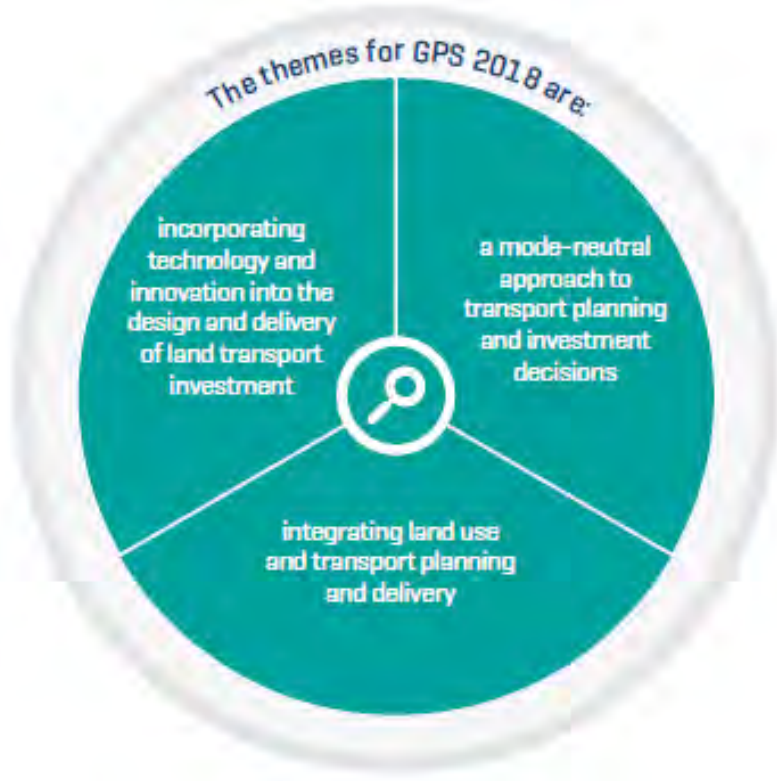 The themes for GPS 2018 are:
incorporating
technology and
innovation into the
design and delivery
of land transport
investment
a mode-neutral
approach to
transport planning
and investment
decisions
integrating land use
and transport planning
and delivery